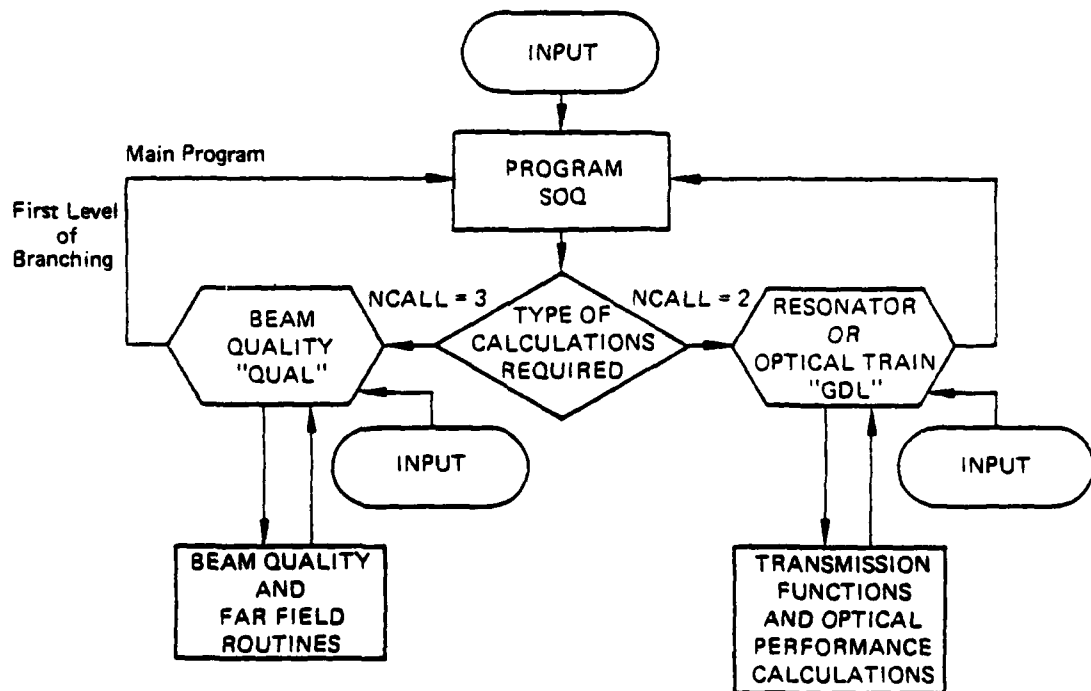 INPUT
Main Program
PROGRAM
SOQ
First Level
of
Branching
NCALL = 3
NCALL = 2
BEAM
QUALITY
"QUAL"
TYPE OF
CALCULATIONS
REQUIRED
RESONATOR
OR
OPTICAL TRAIN
"GDL"
INPUT
INPUT
BEAM QUALITY
AND
FAR FIELD
ROUTINES
TRANSMISSION
FUNCTIONS
AND OPTICAL
PERFORMANCE
CALCULATIONS